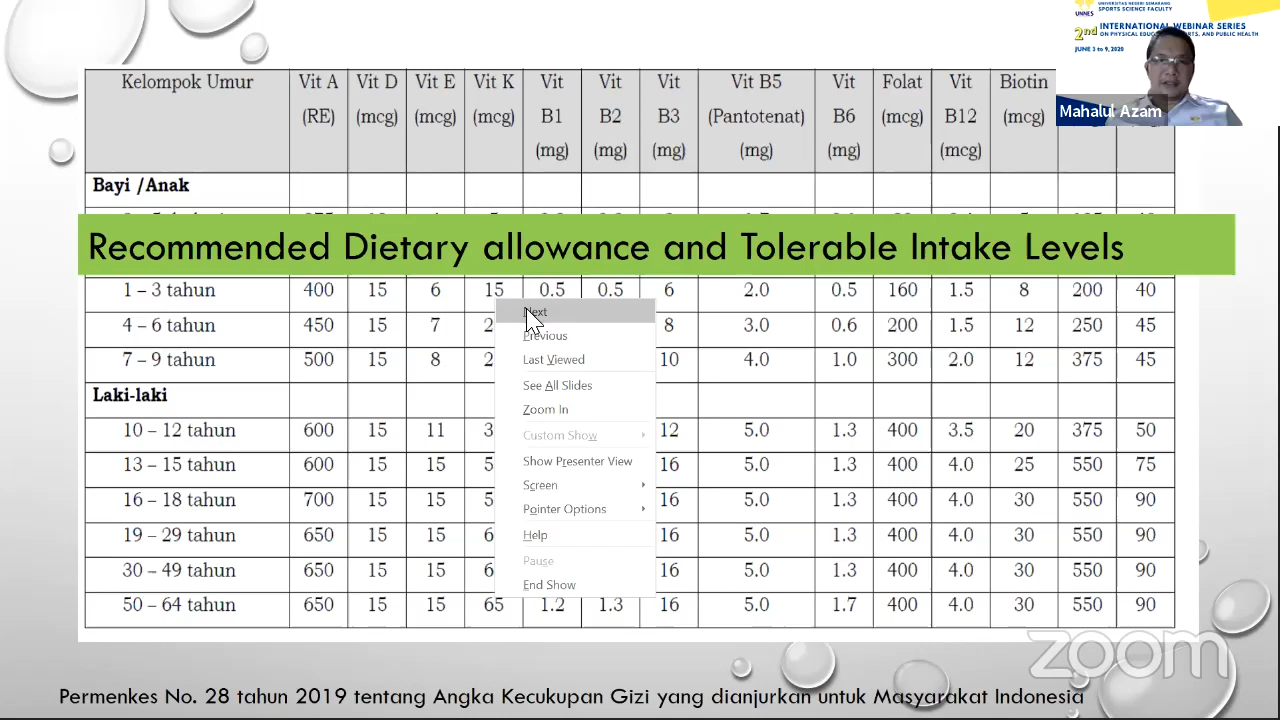 UNIVERSITAS NEGERI SEMARANG
SPORTS SCIENCE FACULTY
UNNES
2nd INTERNATIONAL WEBINAR SERIES
ON PHYSICAL EDUCATION, SPORTS, AND PUBLIC HEALTH
JUNE 3 to 9, 2020
Mahalul Azam
Kelompok Umur Vit A (RE) Vit D (mcg) Vit E (mcg) Vit K (mcg) Vit B1 (mg) Vit B2 (mg) Vit B3 (mg) Vit B5 (Pantotenat) (mg) Vit B6 (mg) Folat (mcg) Vit B12 (mcg) Biotin (mcg)
Bayi /Anak
Recommended Dietary allowance and Tolerable Intake Levels
1 – 3 tahun 400 15 6 15 0.5 0.5 6 2.0 0.5 160 1.5 8 200 40
4 – 6 tahun 450 15 7 8 3.0 0.6 200 1.5 12 250 45
7 – 9 tahun 500 15 8 10 4.0 1.0 300 2.0 12 375 45
Laki-laki
10 – 12 tahun 600 15 11 12 5.0 1.3 400 3.5 20 375 50
13 – 15 tahun 600 15 15 16 5.0 1.3 400 4.0 25 550 75
16 – 18 tahun 700 15 15 16 5.0 1.3 400 4.0 30 550 90
19 – 29 tahun 650 15 15 16 5.0 1.3 400 4.0 30 550 90
30 – 49 tahun 650 15 15 16 5.0 1.3 400 4.0 30 550 90
50 – 64 tahun 650 15 15 65 1.2 1.3 16 5.0 1.7 400 4.0 30 550 90
Next
Previous
Last Viewed
See All Slides
Zoom In
Custom Show
Show Presenter View
Screen
Pointer Options
Help
Pause
End Show
zoom
Permenkes No. 28 tahun 2019 tentang Angka Kecukupan Gizi yang dianjurkan untuk Masyarakat Indonesia